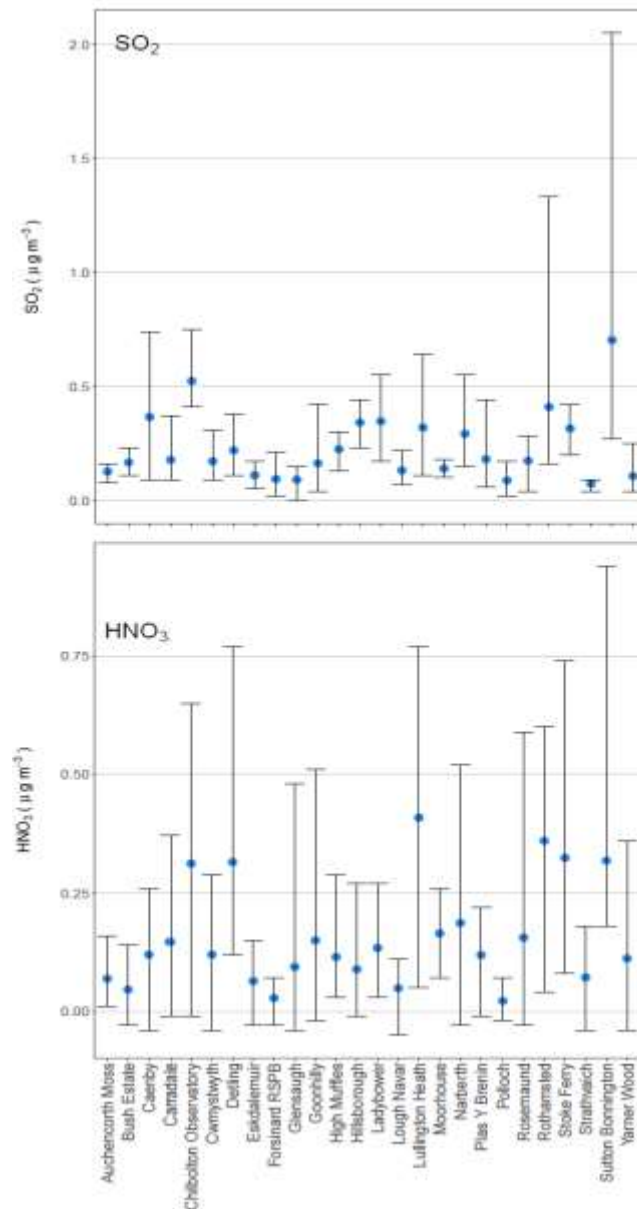 SO₂
2.0
1.5
1.0
0.5
0.0
SO₂ ( μg m⁻³ )
HNO₃
0.75
0.50
0.25
0.00
HNO₃ ( μg m⁻³ )
Auchencorth Moss
Bush Estate
Caenby
Carradale
Chilbolton Observatory
Cwmystwyth
Detling
Eskdalemuir
Forsinard RSPB
Glensaugh
Goonhilly
High Muffles
Hillsborough
Ladybower
Lough Navar
Lullington Heath
Moorhouse
Narberth
Plas Y Brenin
Polloch
Rosemaund
Rothamsted
Stoke Ferry
Strathvaich
Sutton Bonnington
Yarner Wood